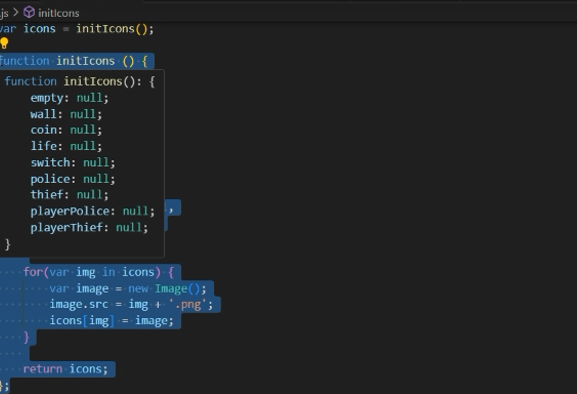 .js > initIcons
var icons = initIcons();
function initIcons () {
function initIcons(): {
empty: null;
wall: null;
coin: null;
life: null;
switch: null;
police: null;
thief: null;
playerPolice: null;
,
playerThief: null;
}
for(var img in icons) {
var image = new Image();
image.src = img + '.png';
icons[img] = image;
}
return icons;
};